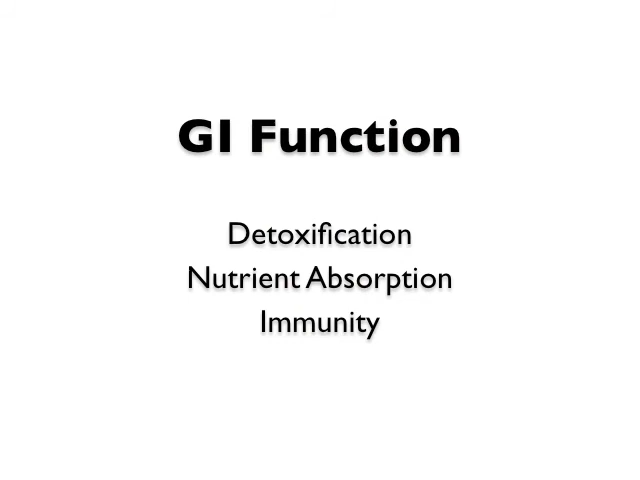 GI Function
Detoxification
Nutrient Absorption
Immunity